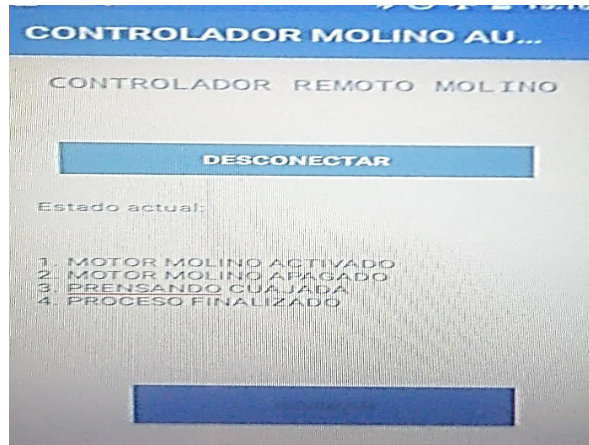 CONTROLADOR MOLINO AU...
CONTROLADOR REMOTO MOLINO
DESCONECTAR
Estado actual:
1. MOTOR MOLINO ACTIVADO
2. MOTOR MOLINO APAGADO
3. PRENSANDO CUAJADA
4. PROCESO FINALIZADO